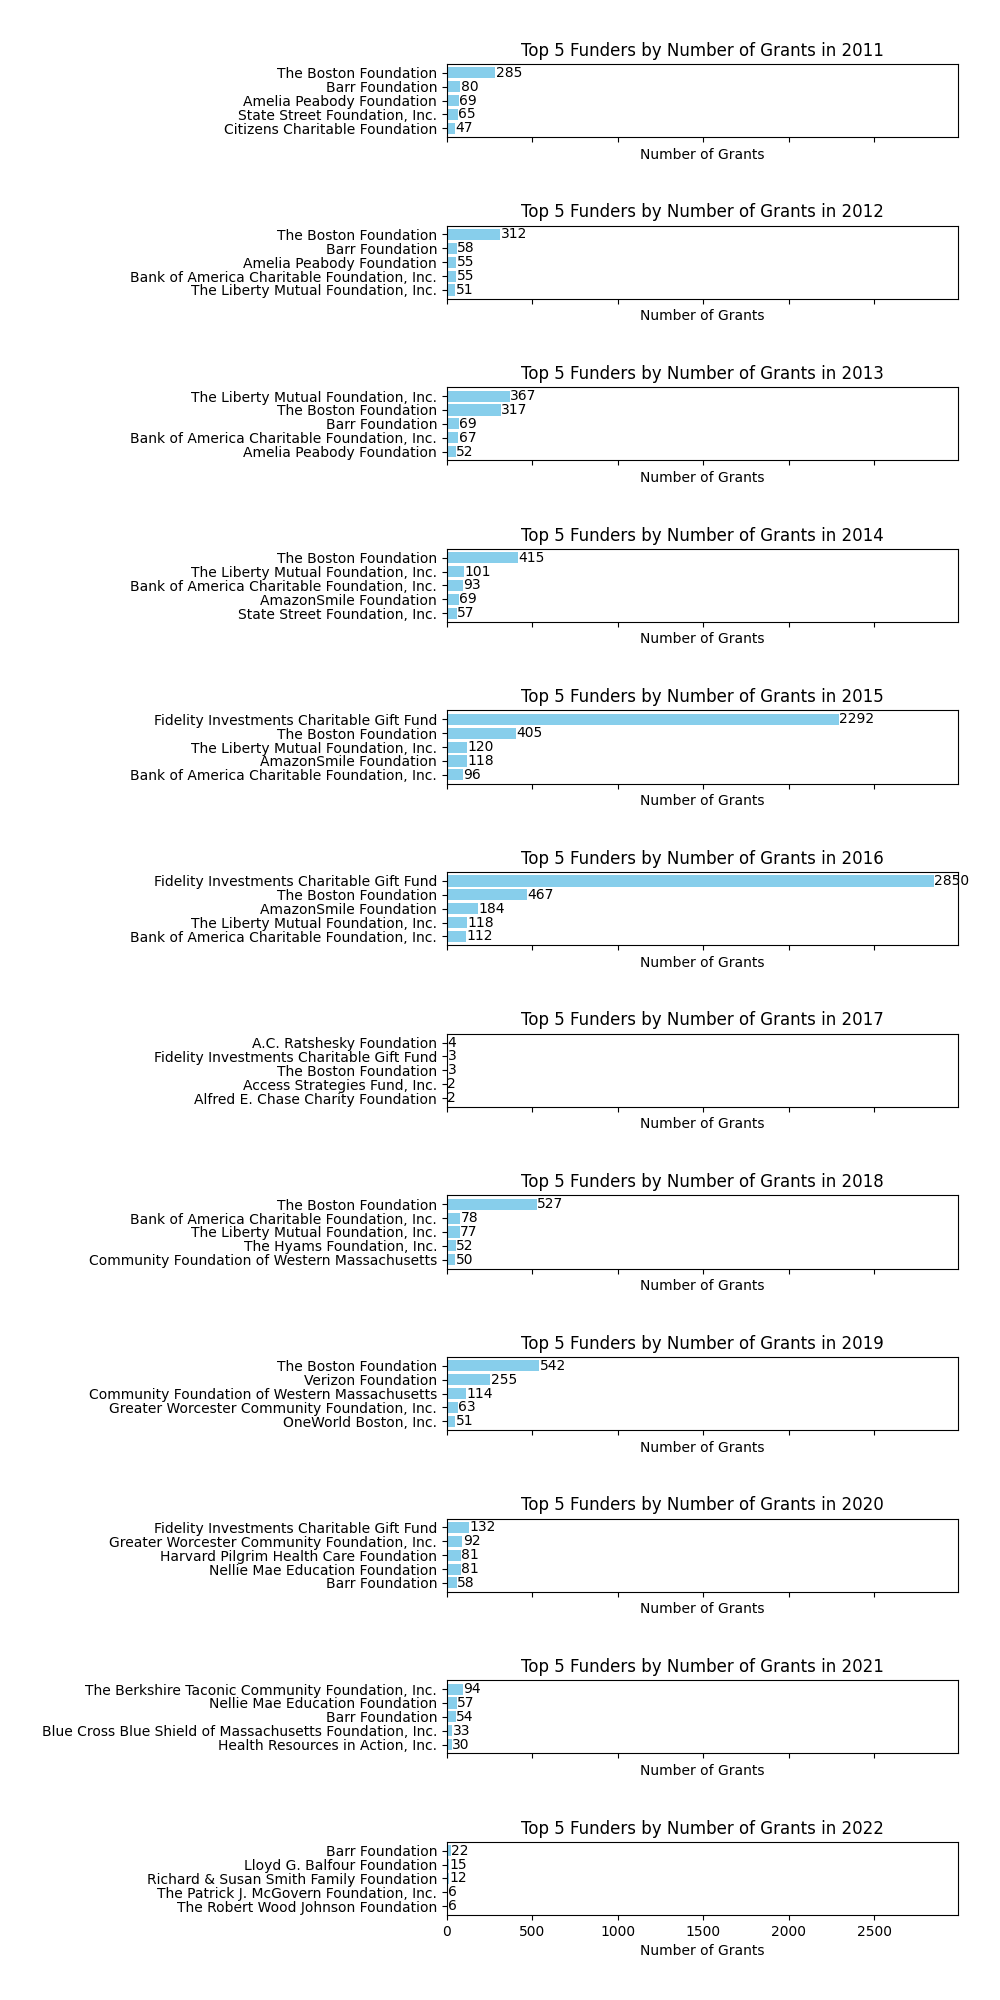 Top 5 Funders by Number of Grants in 2011
The Boston Foundation 285
Barr Foundation 80
Amelia Peabody Foundation 69
State Street Foundation, Inc. 65
Citizens Charitable Foundation 47
Number of Grants
Top 5 Funders by Number of Grants in 2012
The Boston Foundation 312
Barr Foundation 58
Amelia Peabody Foundation 55
Bank of America Charitable Foundation, Inc. 55
The Liberty Mutual Foundation, Inc. 51
Number of Grants
Top 5 Funders by Number of Grants in 2013
The Liberty Mutual Foundation, Inc. 367
The Boston Foundation 317
Barr Foundation 69
Bank of America Charitable Foundation, Inc. 67
Amelia Peabody Foundation 52
Number of Grants
Top 5 Funders by Number of Grants in 2014
The Boston Foundation 415
The Liberty Mutual Foundation, Inc. 101
Bank of America Charitable Foundation, Inc. 93
AmazonSmile Foundation 69
State Street Foundation, Inc. 57
Number of Grants
Top 5 Funders by Number of Grants in 2015
Fidelity Investments Charitable Gift Fund 2292
The Boston Foundation 405
The Liberty Mutual Foundation, Inc. 120
AmazonSmile Foundation 118
Bank of America Charitable Foundation, Inc. 96
Number of Grants
Top 5 Funders by Number of Grants in 2016
Fidelity Investments Charitable Gift Fund 2850
The Boston Foundation 467
AmazonSmile Foundation 184
The Liberty Mutual Foundation, Inc. 118
Bank of America Charitable Foundation, Inc. 112
Number of Grants
Top 5 Funders by Number of Grants in 2017
A.C. Ratshesky Foundation 4
Fidelity Investments Charitable Gift Fund 3
The Boston Foundation 3
Access Strategies Fund, Inc. 2
Alfred E. Chase Charity Foundation 2
Number of Grants
Top 5 Funders by Number of Grants in 2018
The Boston Foundation 527
Bank of America Charitable Foundation, Inc. 78
The Liberty Mutual Foundation, Inc. 77
The Hyams Foundation, Inc. 52
Community Foundation of Western Massachusetts 50
Number of Grants
Top 5 Funders by Number of Grants in 2019
The Boston Foundation 542
Verizon Foundation 255
Community Foundation of Western Massachusetts 114
Greater Worcester Community Foundation, Inc. 63
OneWorld Boston, Inc. 51
Number of Grants
Top 5 Funders by Number of Grants in 2020
Fidelity Investments Charitable Gift Fund 132
Greater Worcester Community Foundation, Inc. 92
Harvard Pilgrim Health Care Foundation 81
Nellie Mae Education Foundation 81
Barr Foundation 58
Number of Grants
Top 5 Funders by Number of Grants in 2021
The Berkshire Taconic Community Foundation, Inc. 94
Nellie Mae Education Foundation 57
Barr Foundation 54
Blue Cross Blue Shield of Massachusetts Foundation, Inc. 33
Health Resources in Action, Inc. 30
Number of Grants
Top 5 Funders by Number of Grants in 2022
Barr Foundation 22
Lloyd G. Balfour Foundation 15
Richard & Susan Smith Family Foundation 12
The Patrick J. McGovern Foundation, Inc. 6
The Robert Wood Johnson Foundation 6
0 500 1000 1500 2000 2500
Number of Grants